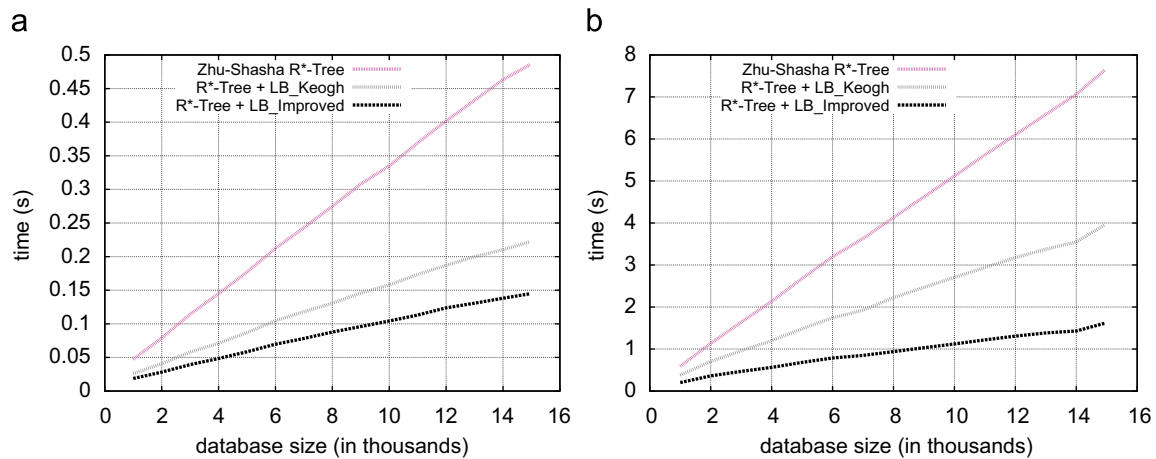 a
0.5
0.45
0.4
0.35
0.3
0.25
0.2
0.15
0.1
0.05
0
time (s)
Zhu-Shasha R*-Tree
R*-Tree + LB_Keogh
R*-Tree + LB_Improved
0 2 4 6 8 10 12 14 16
database size (in thousands)
b
8
7
6
5
4
3
2
1
0
time (s)
Zhu-Shasha R*-Tree
R*-Tree + LB_Keogh
R*-Tree + LB_Improved
0 2 4 6 8 10 12 14 16
database size (in thousands)